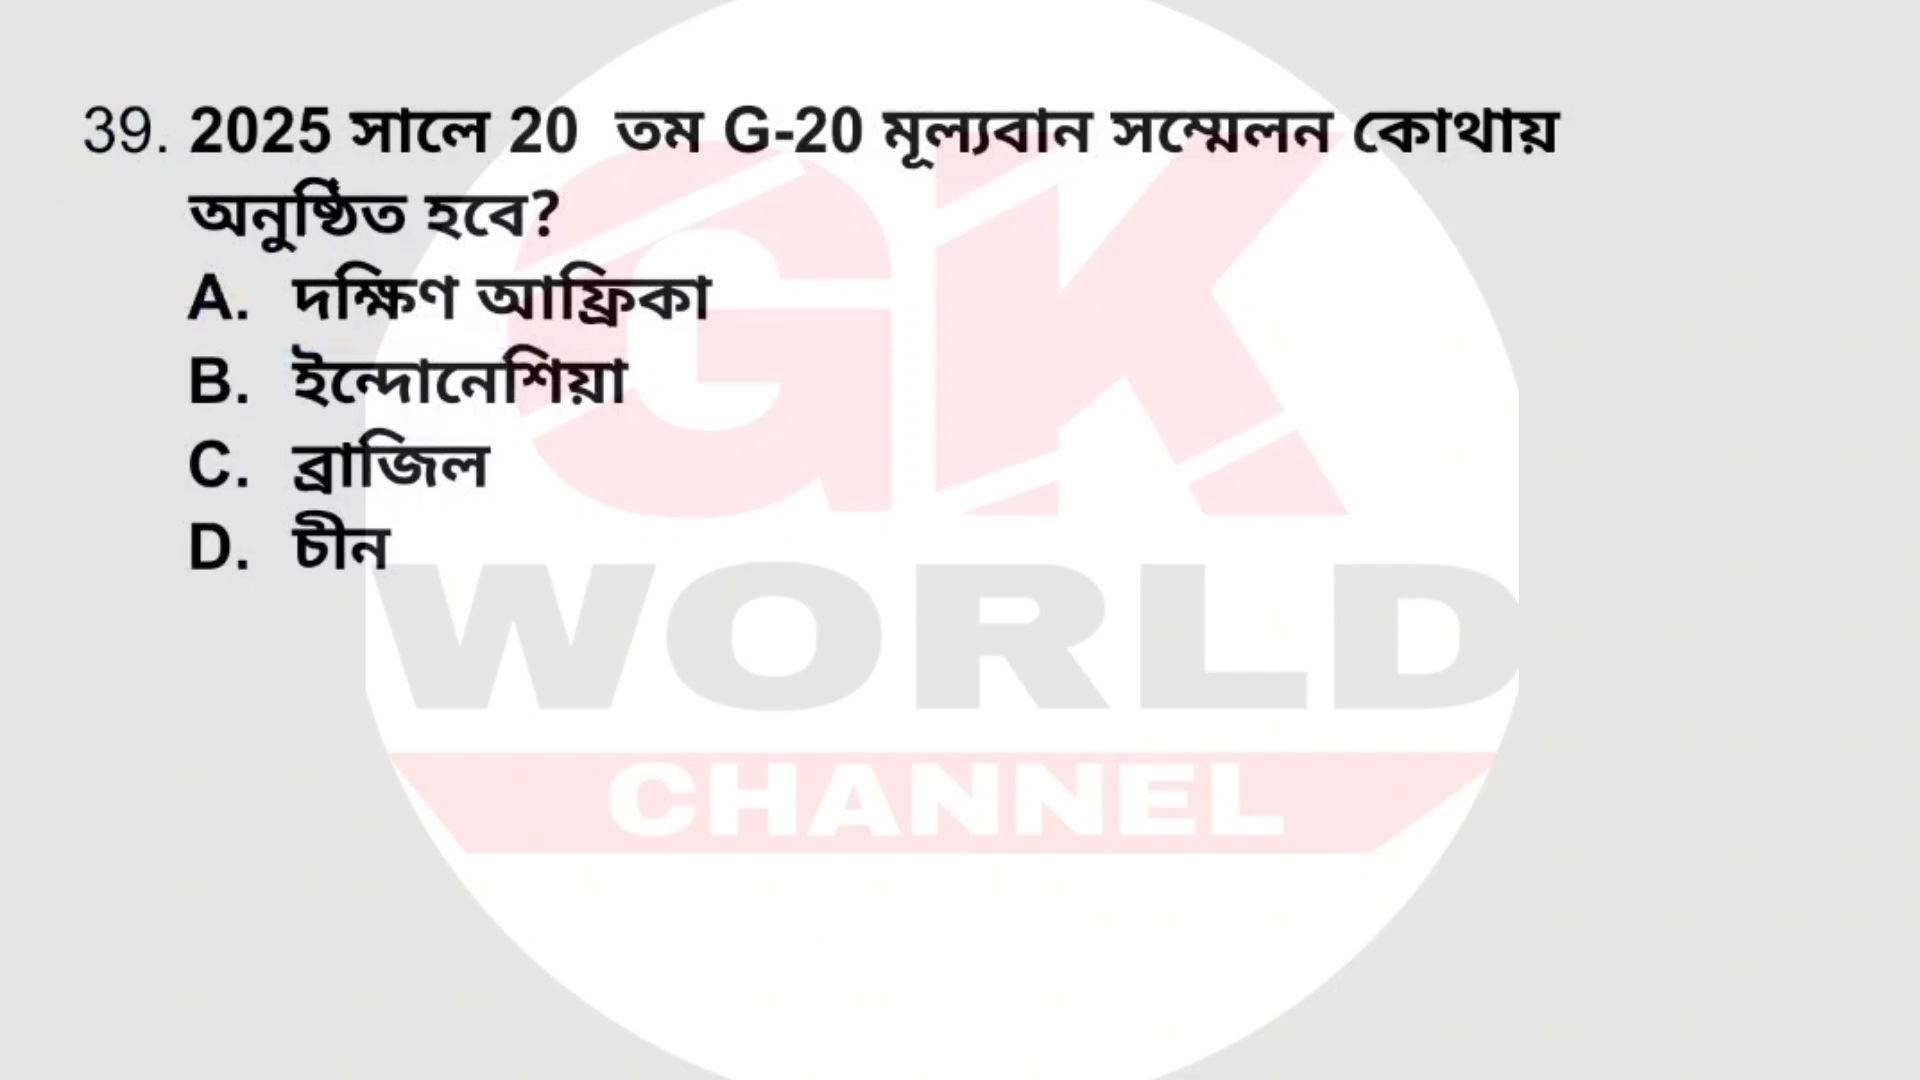 39. 2025 সালে 20 তম G-20 মূল্যবান সম্মেলন কোথায়
অনুষ্ঠিত হবে?
A. দক্ষিণ আফ্রিকা
B. ইন্দোনেশিয়া
C. ব্রাজিল
D. চীন
GK
WORLD
CHANNEL